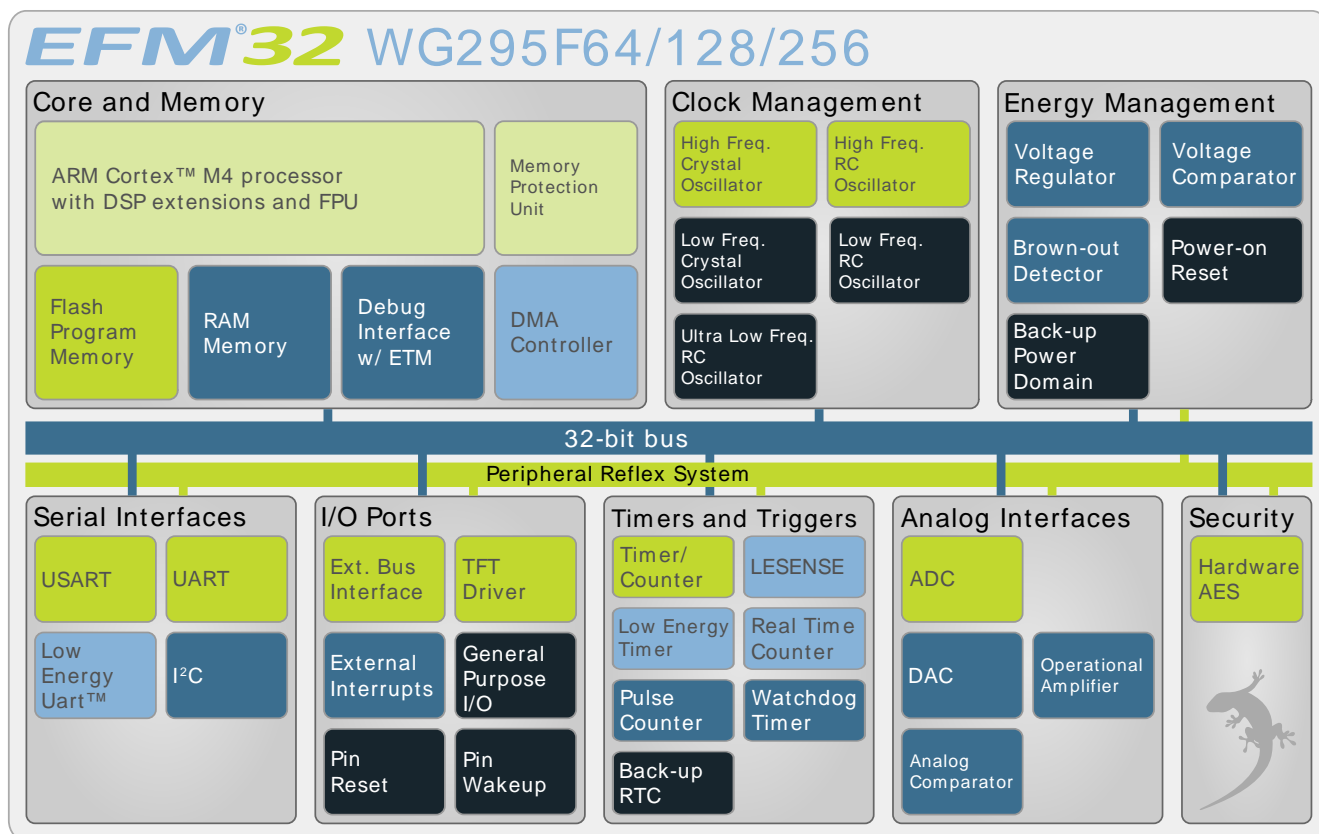 EFM®32 WG295F64/128/256
Core and Memory
ARM Cortex™ M4 processor
with DSP extensions and FPU
Memory
Protection
Unit
Flash
Program
Memory
RAM
Memory
Debug
Interface
w/ ETM
DMA
Controller
Clock Management
High Freq.
Crystal
Oscillator
High Freq.
RC
Oscillator
Low Freq.
Crystal
Oscillator
Low Freq.
RC
Oscillator
Ultra Low Freq.
RC
Oscillator
Energy Management
Voltage
Regulator
Voltage
Comparator
Brown-out
Detector
Power-on
Reset
Back-up
Power
Domain
32-bit bus
Peripheral Reflex System
Serial Interfaces
USART
UART
Low
Energy
Uart™
I²C
I/O Ports
Ext. Bus
Interface
TFT
Driver
External
Interrupts
General
Purpose
I/O
Pin
Reset
Pin
Wakeup
Timers and Triggers
Timer/
Counter
LESENSE
Low Energy
Timer
Real Time
Counter
Pulse
Counter
Watchdog
Timer
Back-up
RTC
Analog Interfaces
ADC
DAC
Operational
Amplifier
Analog
Comparator
Security
Hardware
AES